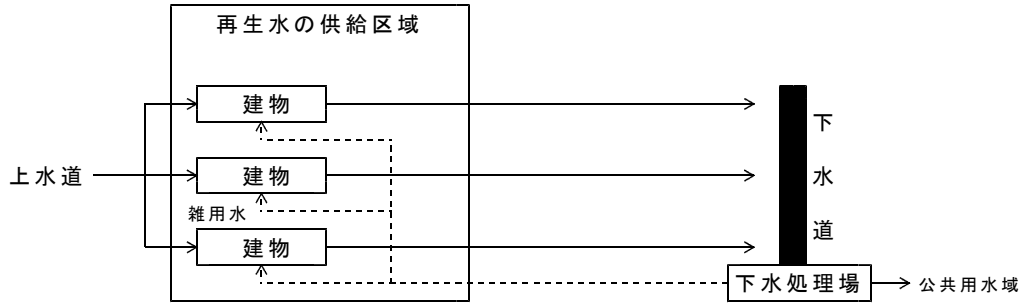 再生水の供給区域
建物
上水道
建物
雑用水
建物
下水道
下水処理場
公共用水域